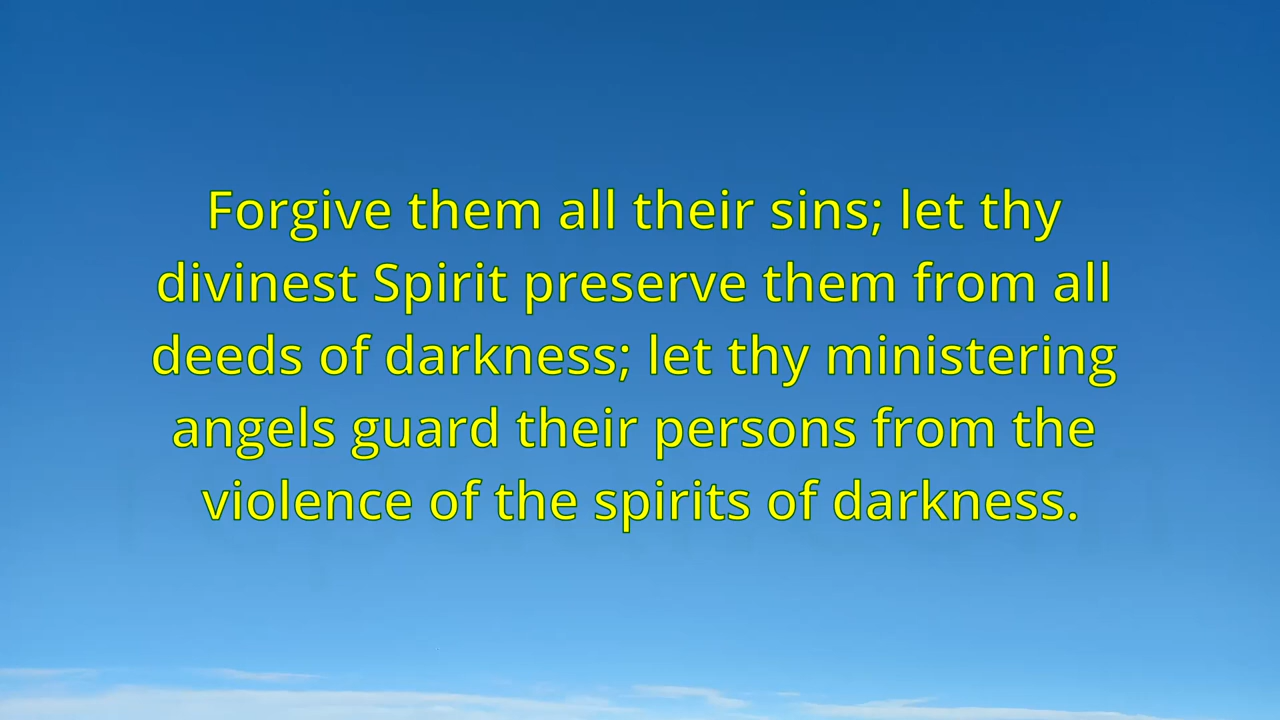 Forgive them all their sins; let thy
divinest Spirit preserve them from all
deeds of darkness; let thy ministering
angels guard their persons from the
violence of the spirits of darkness.